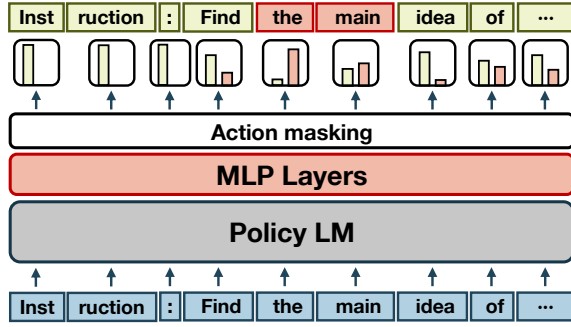 Inst ruction : Find the main idea of ...
Action masking
MLP Layers
Policy LM
Inst ruction : Find the main idea of ...